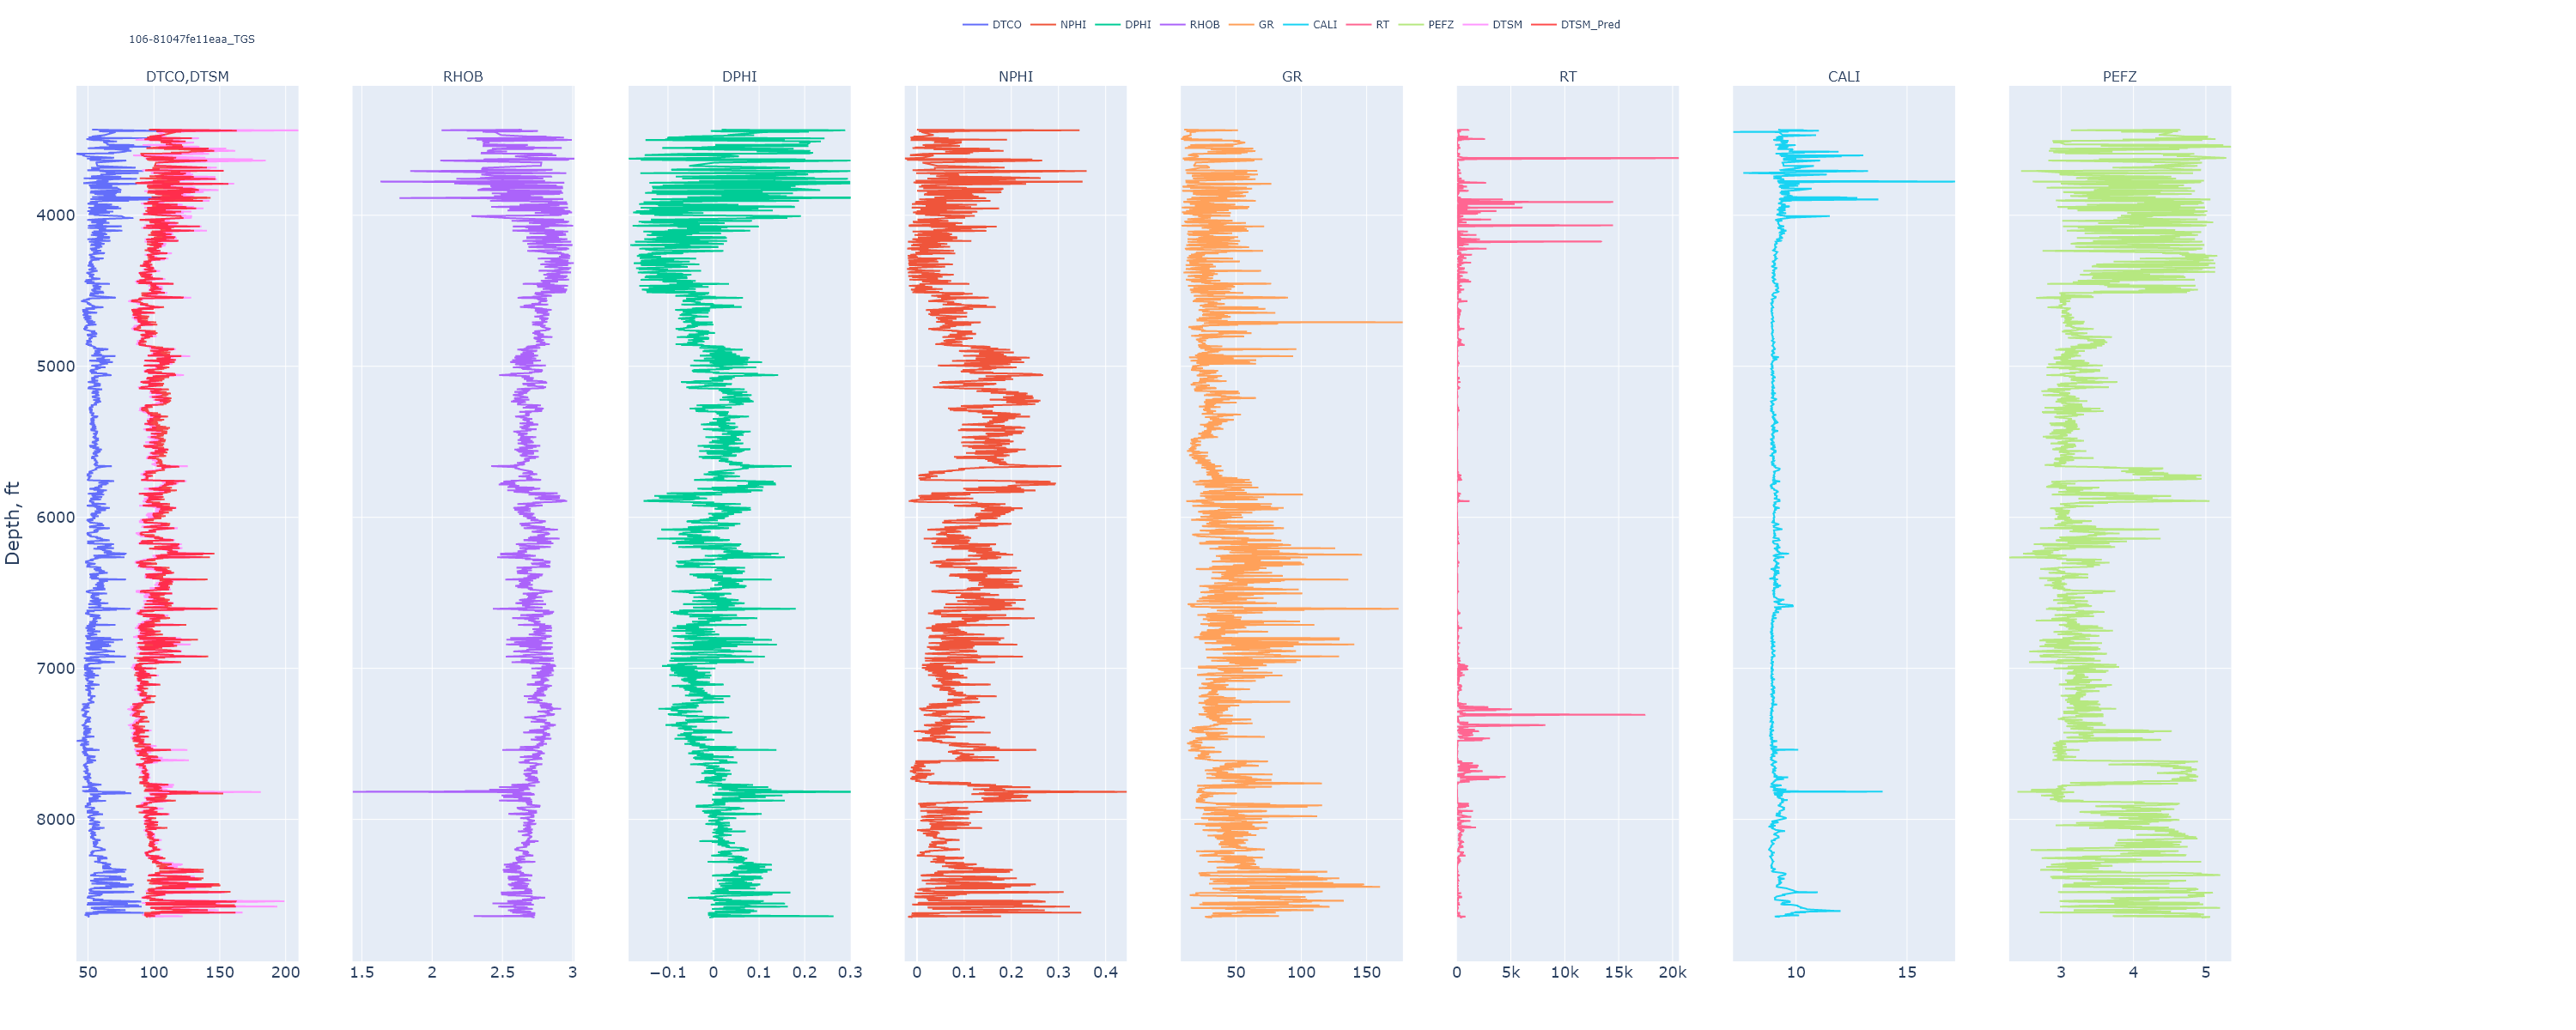 DTCO NPHI DPHI RHOB GR CALI RT PEFZ DTSM DTSM_Pred
106-81047fe11eaa_TGS
DTCO,DTSM RHOB DPHI NPHI GR RT CALI PEFZ
Depth, ft
4000
5000
6000
7000
8000
50 100 150 200 1.5 2 2.5 3 −0.1 0 0.1 0.2 0.3 0 0.1 0.2 0.3 0.4 50 100 150 0 5k 10k 15k 20k 10 15 3 4 5